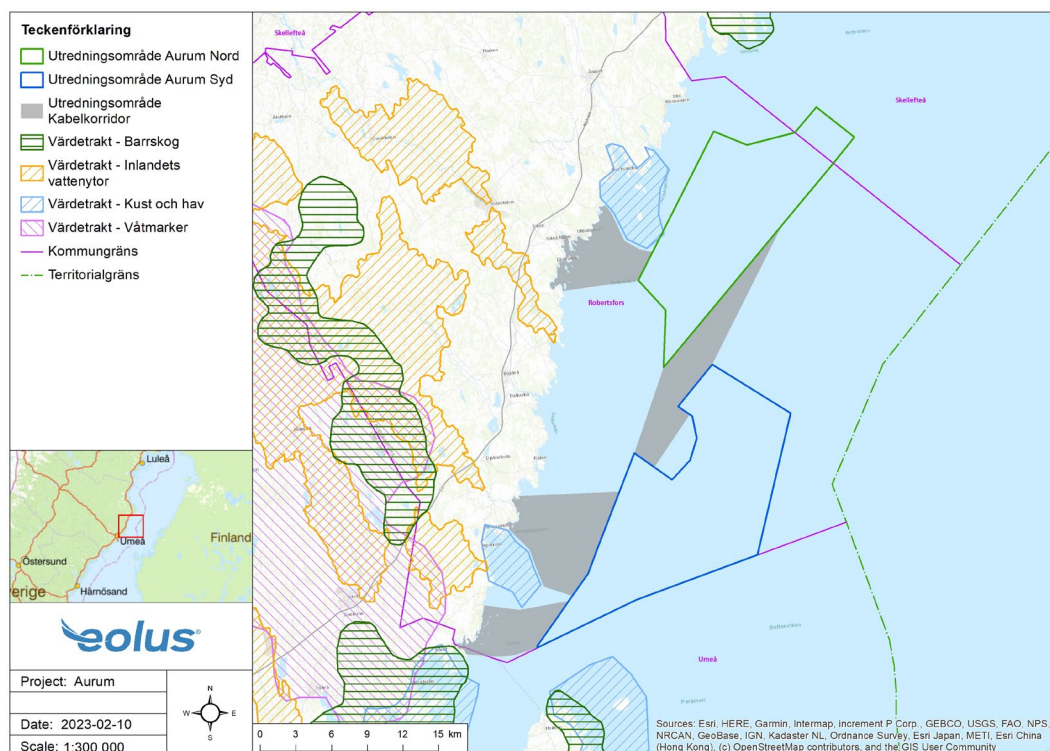 Teckenförklaring
Utredningsområde Aurum Nord
Utredningsområde Aurum Syd
Utredningsområde
Kabelkorridor
Värdetrakt - Barrskog
Värdetrakt - Inlandets
vattenytor
Värdetrakt - Kust och hav
Värdetrakt - Våtmarker
Kommungräns
Territorialgräns
Skellefteå
Skellefteå
Robertsfors
Umeå
Luleå
Umeå
Finland
Östersund
Härnösand
erige
eolus®
Project: Aurum
Date: 2023-02-10
Scale: 1:300 000
N
W E
S
0 3 6 9 12 15 km
Sources: Esri, HERE, Garmin, Intermap, increment P Corp., GEBCO, USGS, FAO, NPS,
NRCAN, GeoBase, IGN, Kadaster NL, Ordnance Survey, Esri Japan, METI, Esri China
(Hong Kong), (c) OpenStreetMap contributors, and the GIS User Community